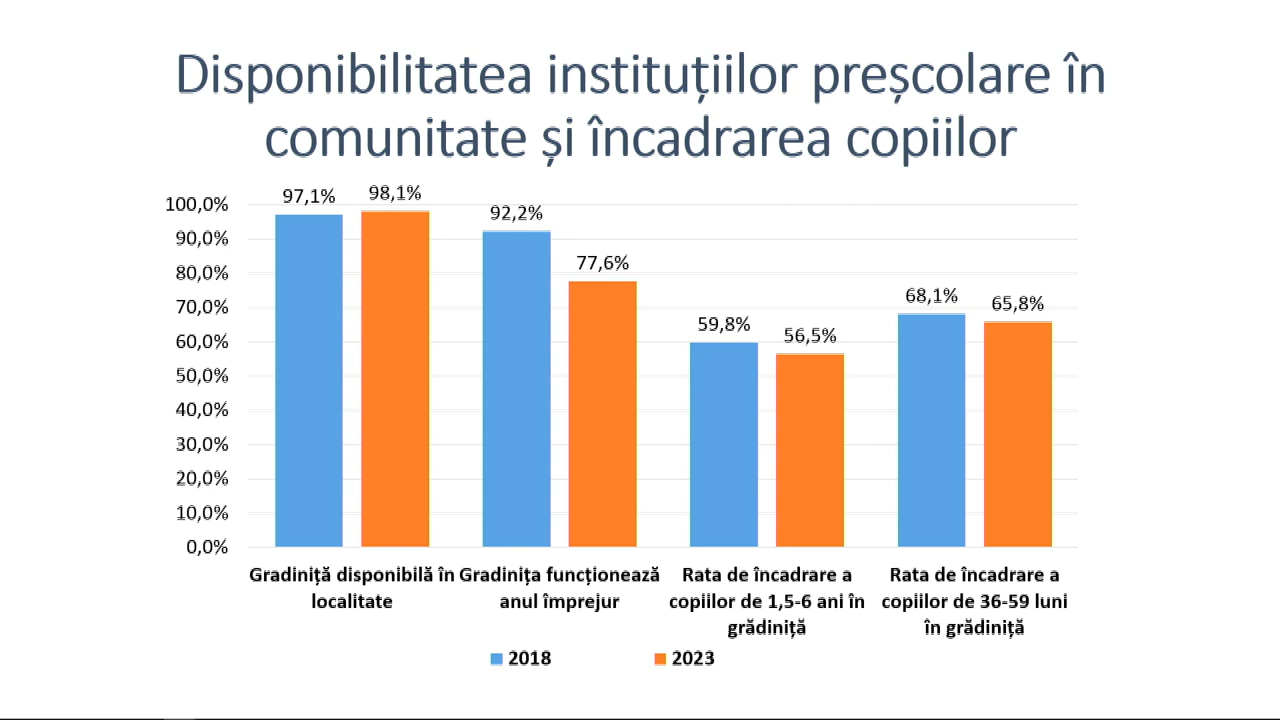 Disponibilitatea instituțiilor preșcolare în
comunitate și încadrarea copiilor
97,1%
98,1%
92,2%
77,6%
59,8%
56,5%
68,1%
65,8%
100,0%
90,0%
80,0%
70,0%
60,0%
50,0%
40,0%
30,0%
20,0%
10,0%
0,0%
Gradiniță disponibilă în
localitate
Gradinița funcționează
anul împrejur
Rata de încadrare a
copiilor de 1,5-6 ani în
grădiniță
Rata de încadrare a
copiilor de 36-59 luni
în grădiniță
2018
2023